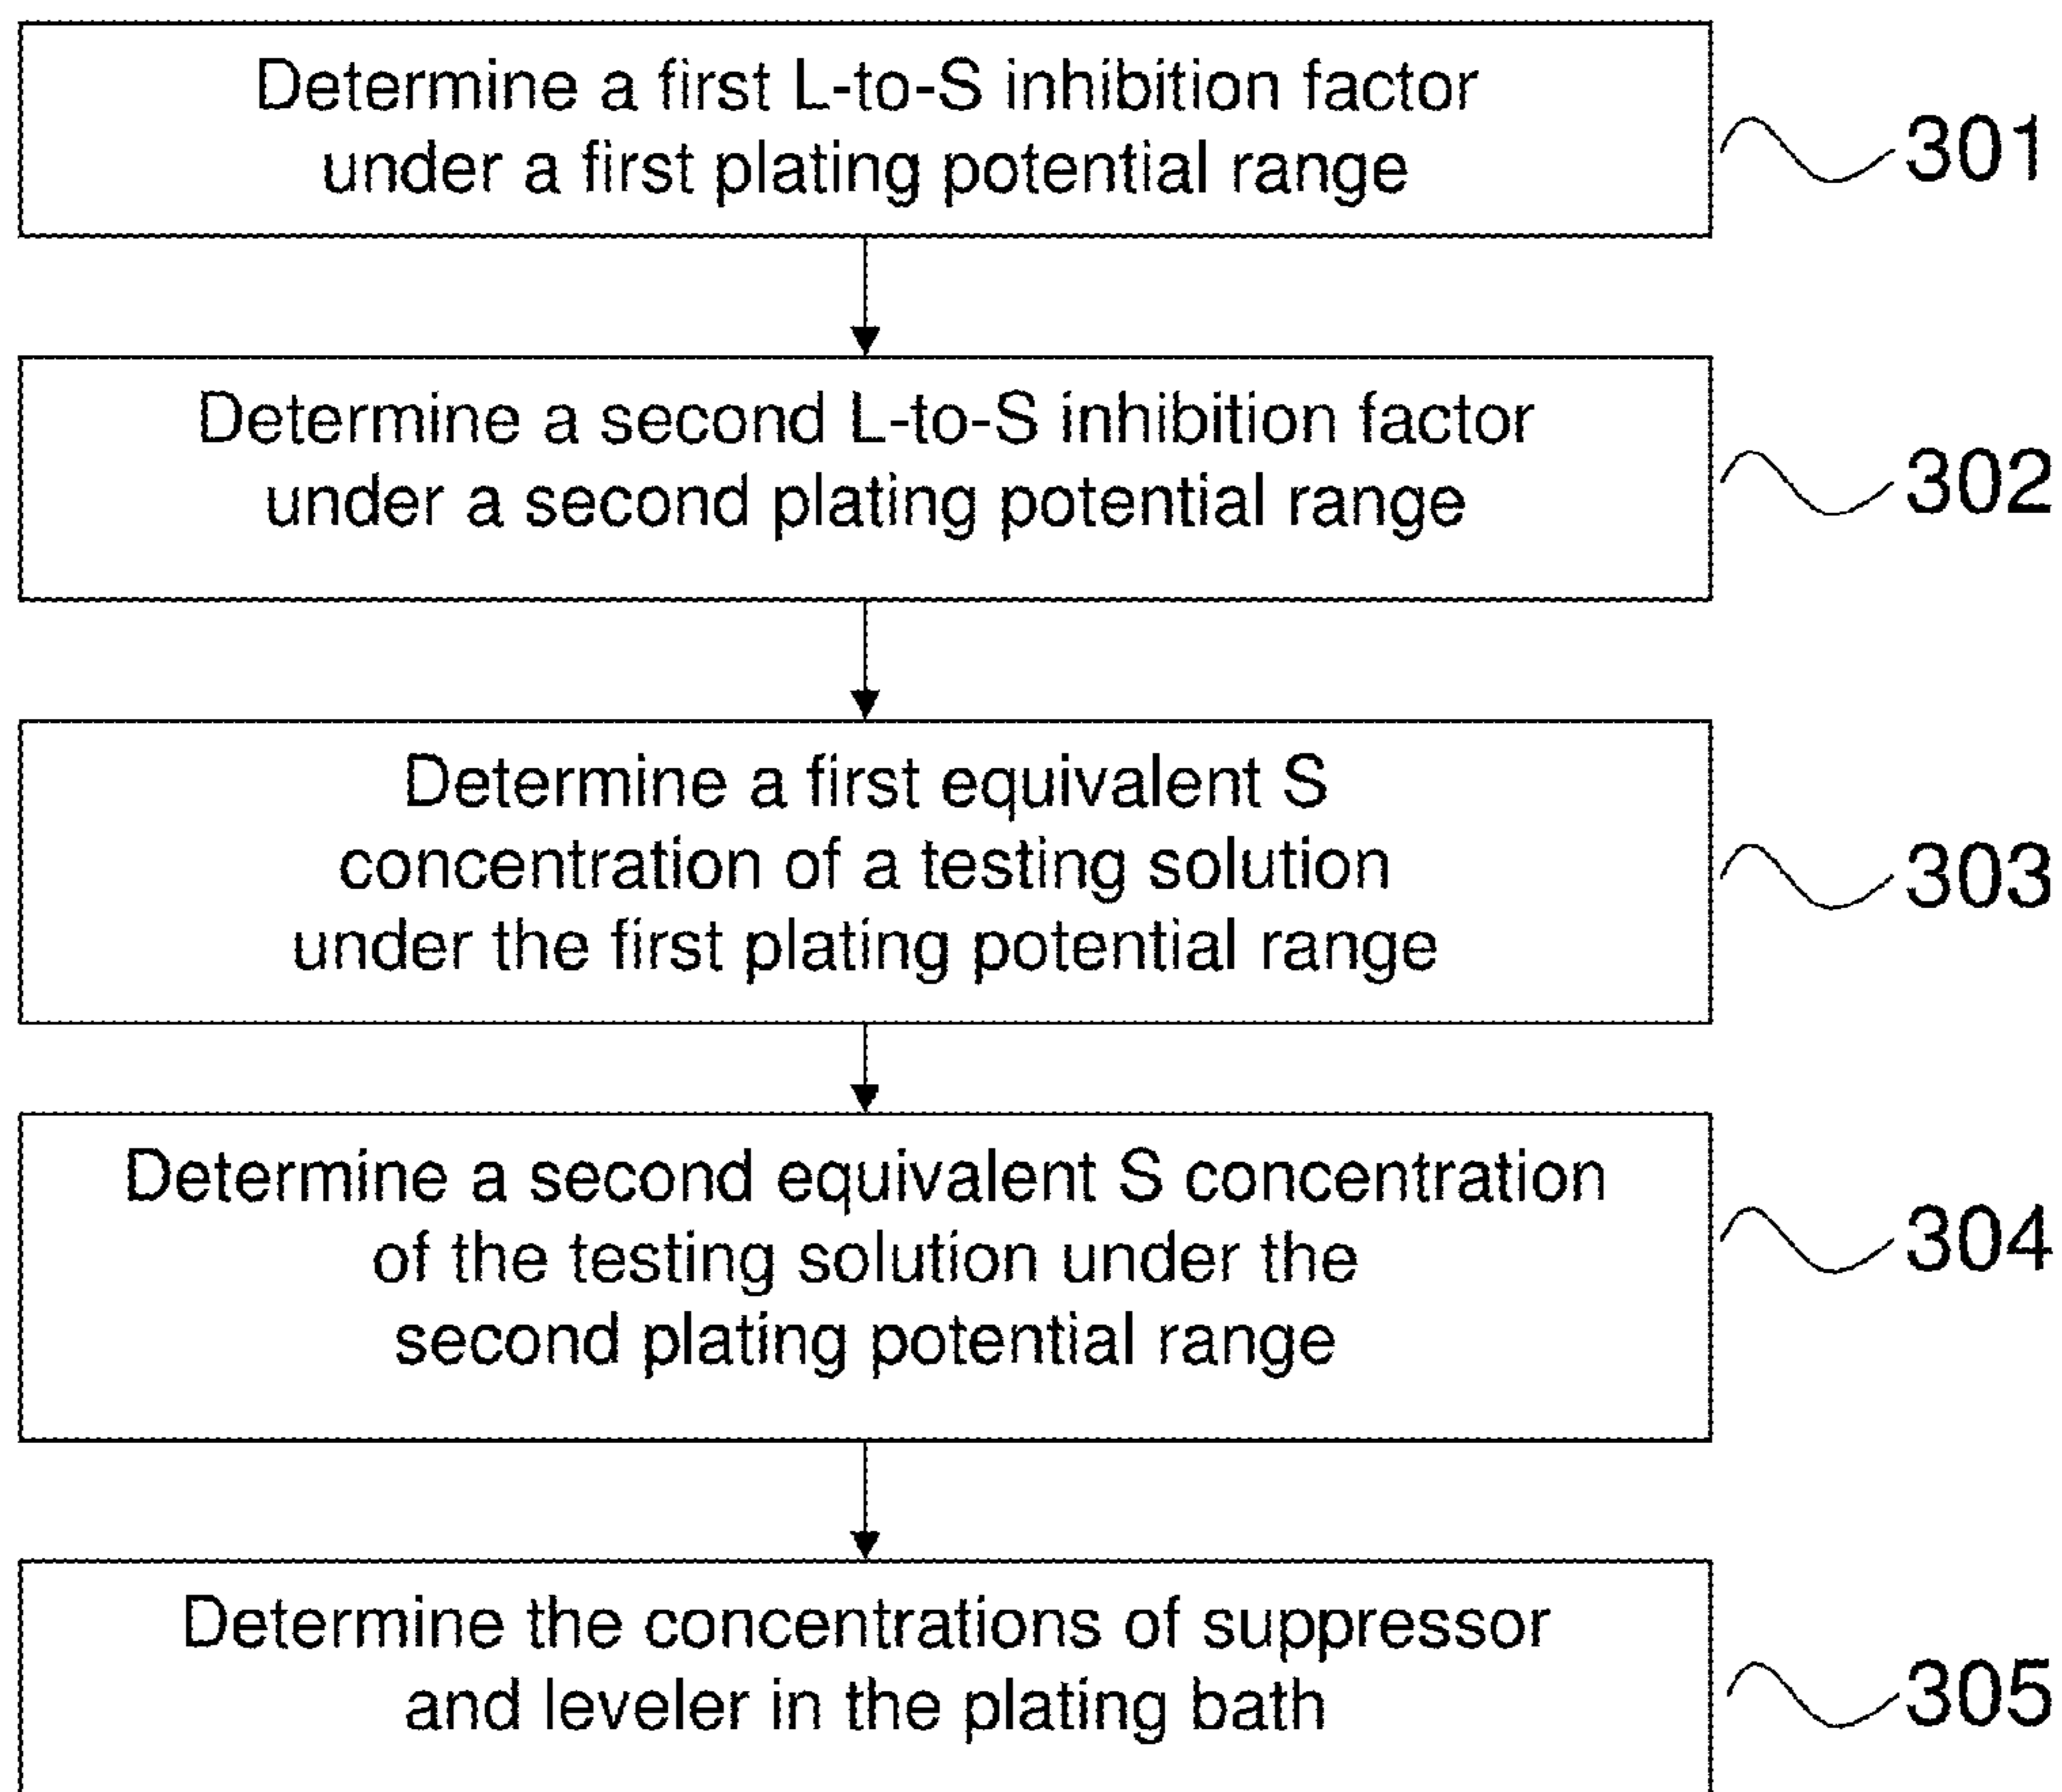 Determine a first L-to-S inhibition factor
under a first plating potential range
301
Determine a second L-to-S inhibition factor
under a second plating potential range
302
Determine a first equivalent S
concentration of a testing solution
under the first plating potential range
303
Determine a second equivalent S concentration
of the testing solution under the
second plating potential range
304
Determine the concentrations of suppressor
and leveler in the plating bath
305